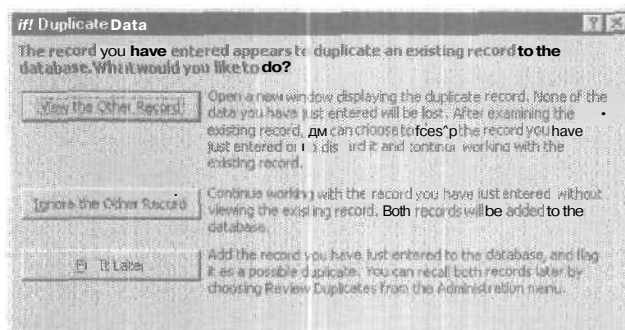 if! Duplicate Data
The record you have entered appears to duplicate an existing record to the
database. What would you like to do?
View the Other Record
Open a new window displaying the duplicate record. None of the
data you have just entered will be lost. After examining the
existing record, дм can choose to fces^p the record you have
just entered or dis ird it and continue working with the
existing record.
Ignore the Other Record
Continue working with the record you have just entered without
viewing the existing record. Both records will be added to the
database.
It Later
Add the record you have just entered to the database, and flag
it as a possible duplicate. You can recall both records later by
choosing Review Duplicates from the Administration menu.